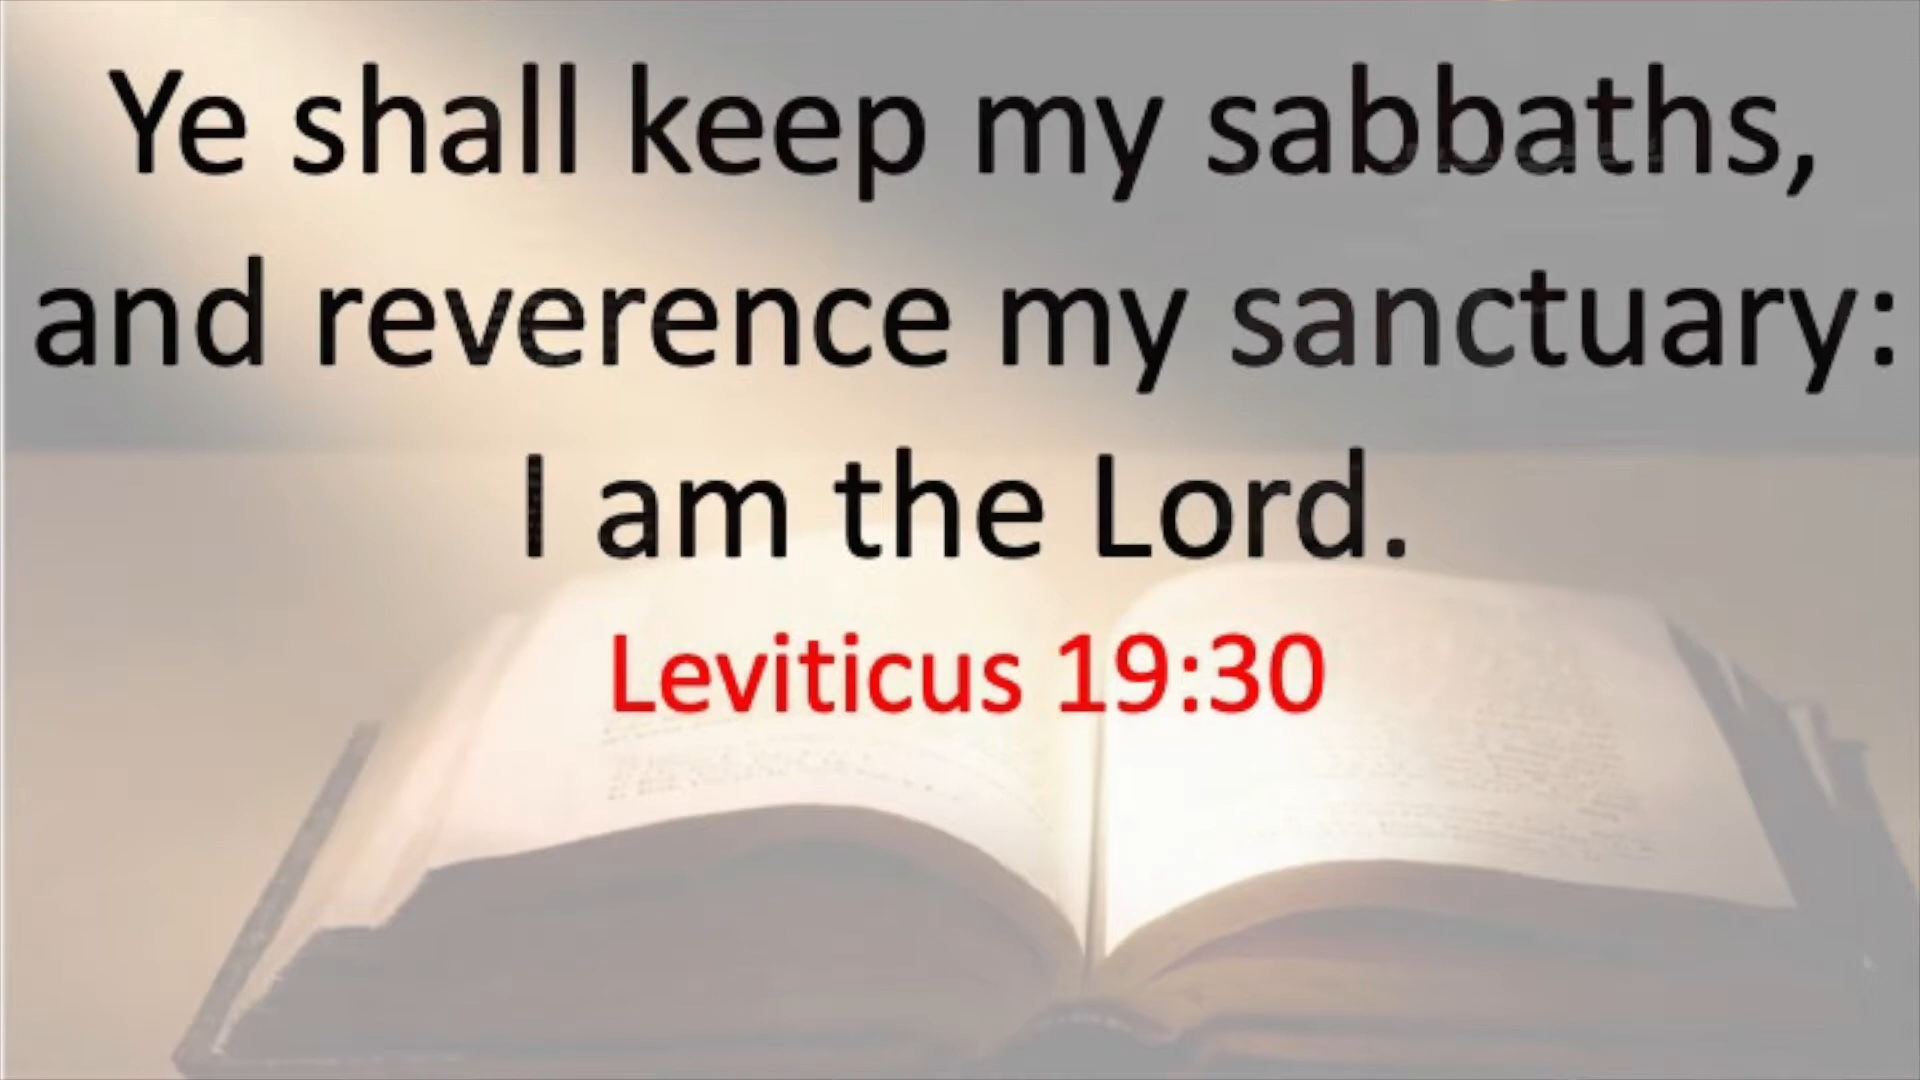 Ye shall keep my sabbaths,
and reverence my sanctuary:
I am the Lord.
Leviticus 19:30